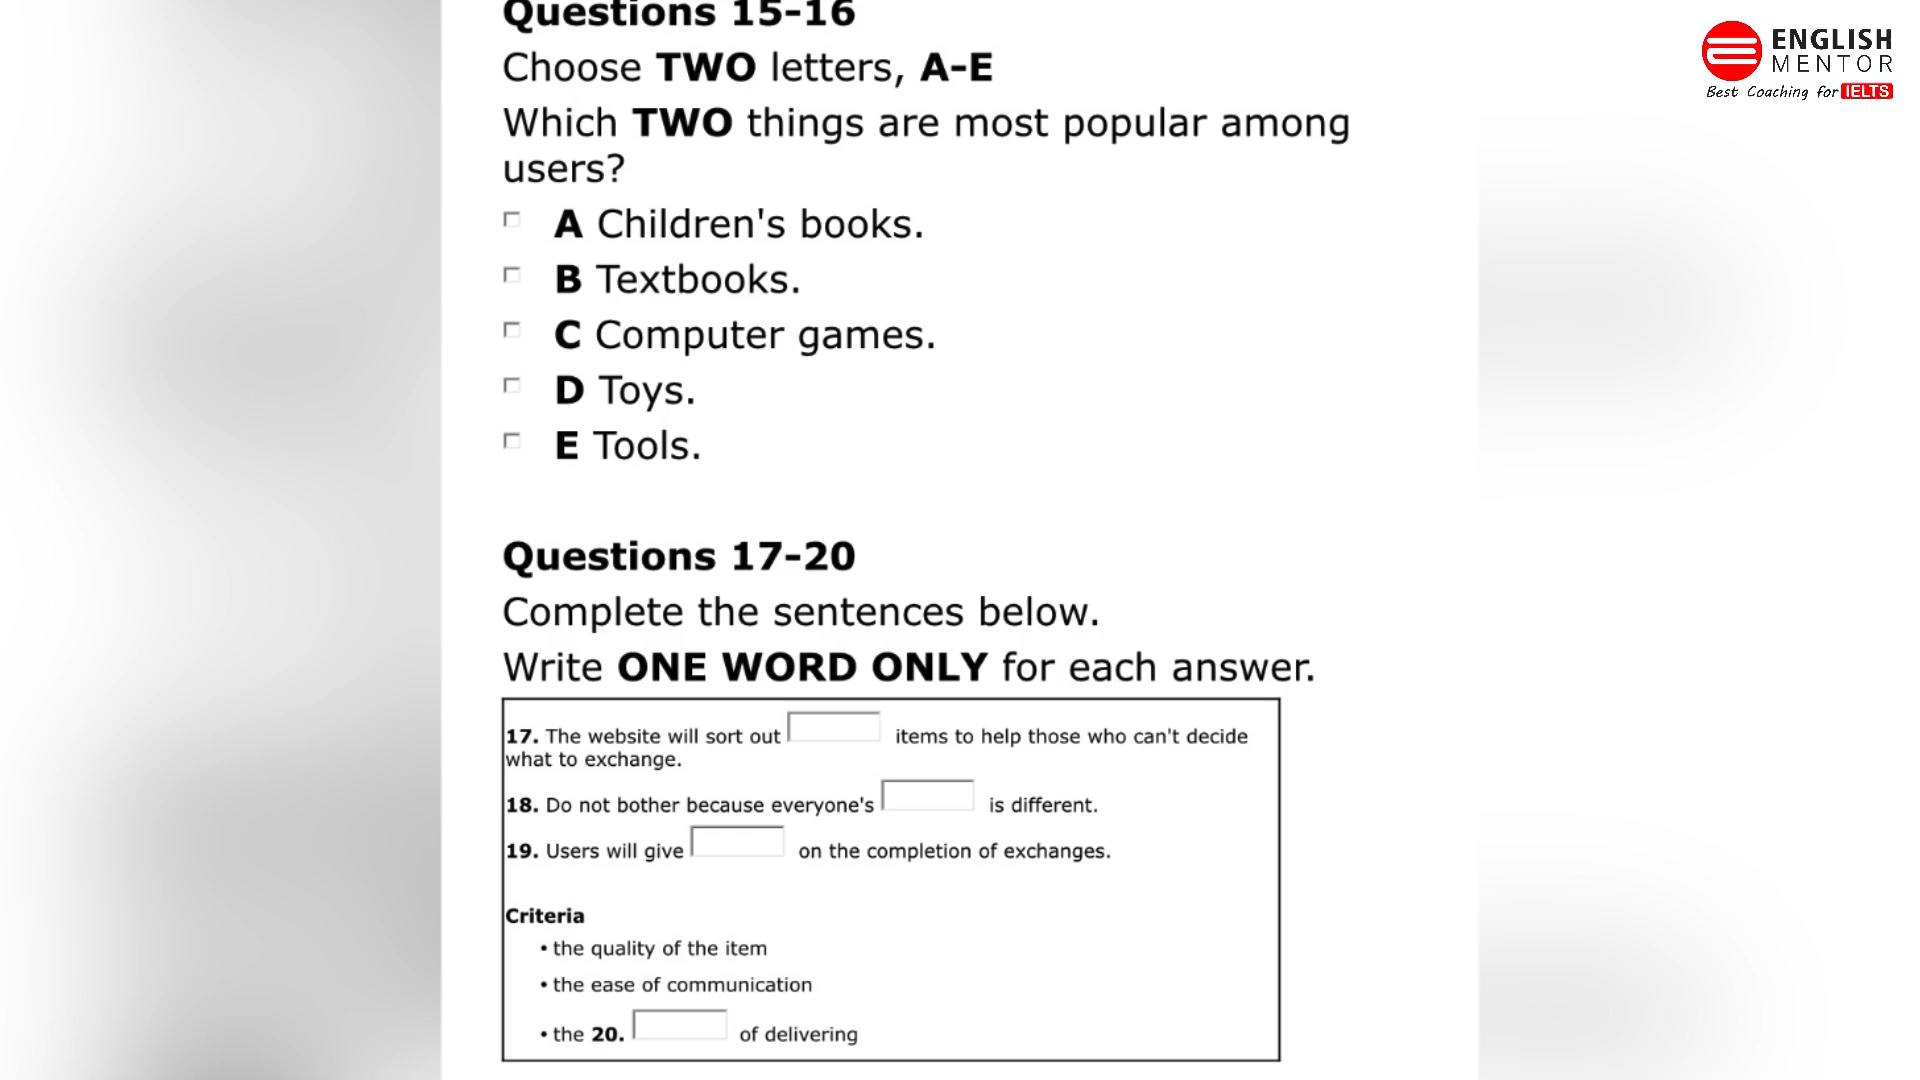 Questions 15-16
Choose TWO letters, A-E
Which TWO things are most popular among
users?
A Children's books.
B Textbooks.
C Computer games.
D Toys.
E Tools.
Questions 17-20
Complete the sentences below.
Write ONE WORD ONLY for each answer.
17. The website will sort out items to help those who can't decide
what to exchange.
18. Do not bother because everyone's is different.
19. Users will give on the completion of exchanges.
Criteria
• the quality of the item
• the ease of communication
• the 20. of delivering
ENGLISH
MENTOR
Best Coaching for IELTS